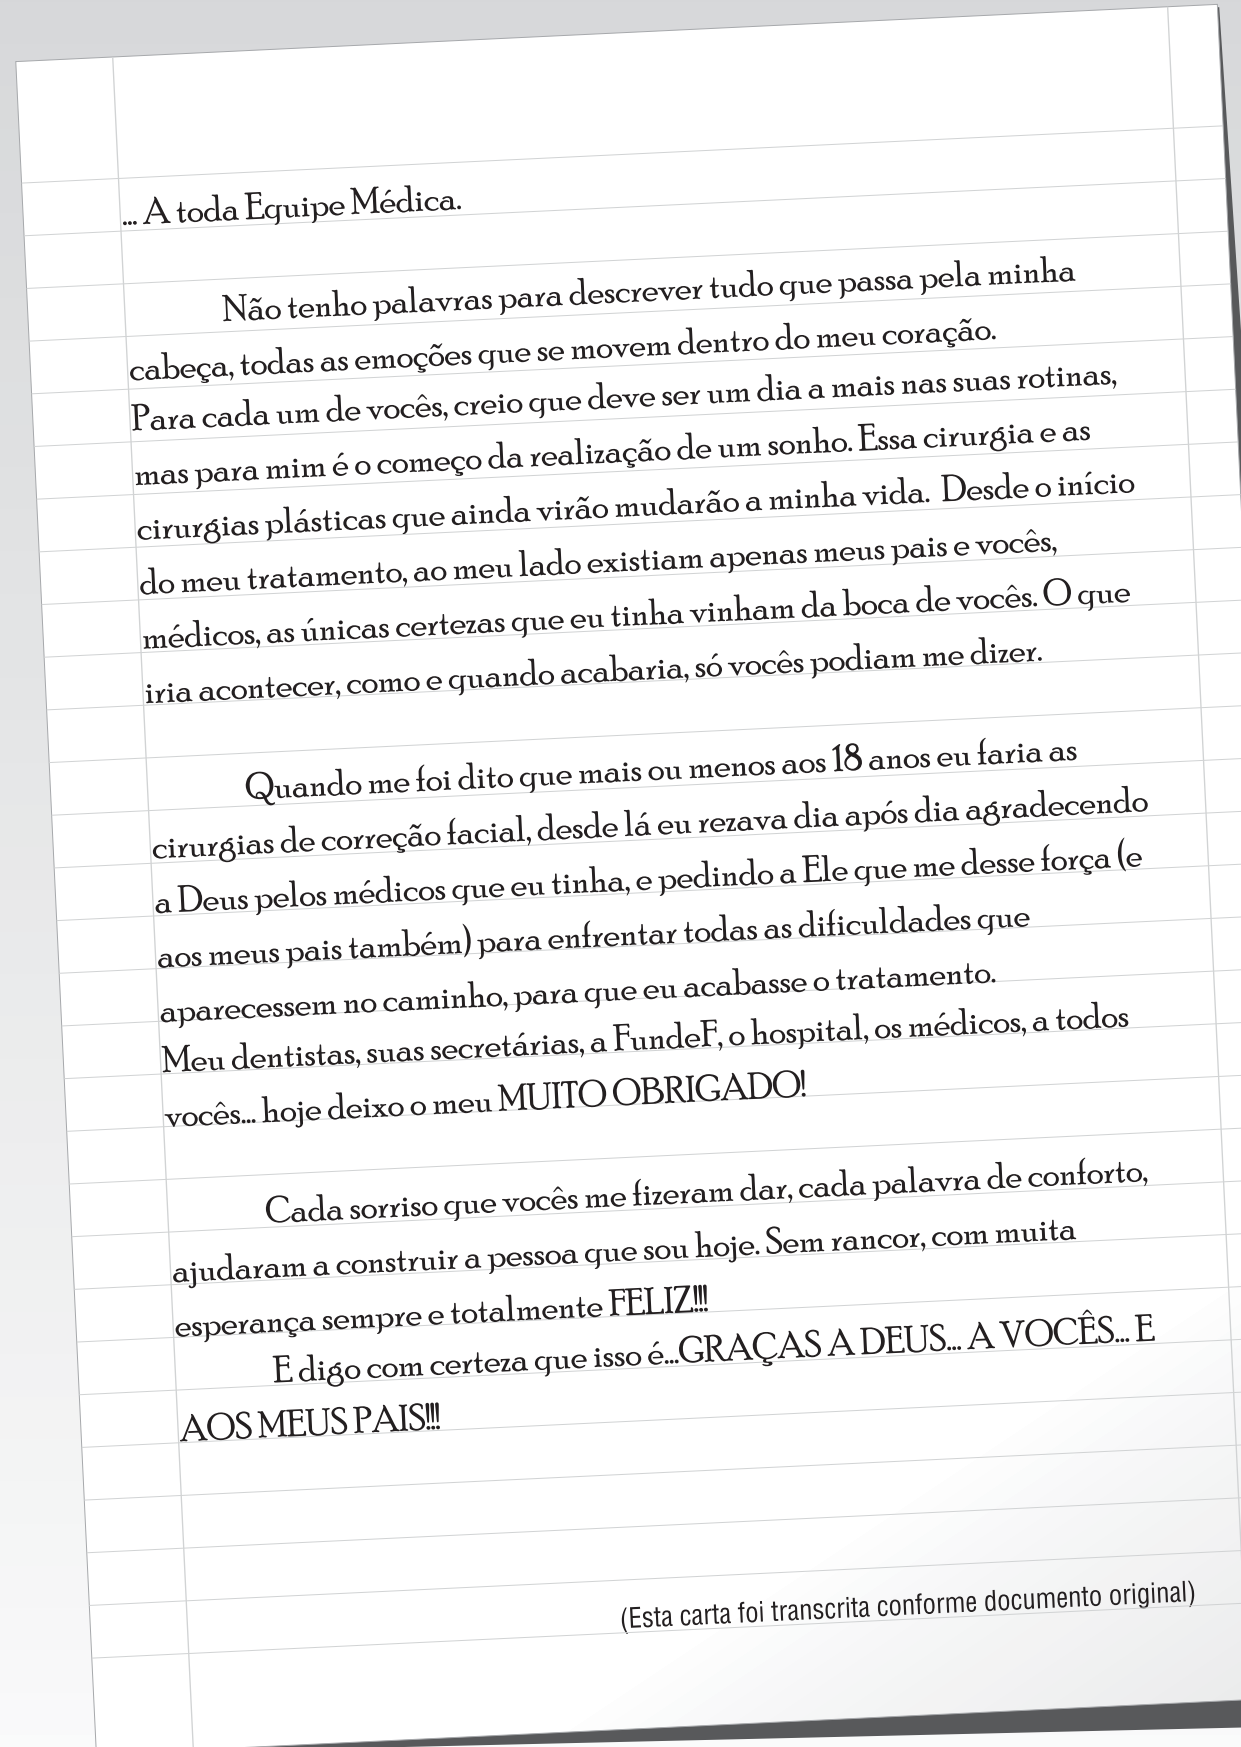 ... A toda Equipe Médica.
Não tenho palavras para descrever tudo que passa pela minha
cabeça, todas as emoções que se movem dentro do meu coração.
Para cada um de vocês, creio que deve ser um dia a mais nas suas rotinas,
mas para mim é o começo da realização de um sonho. Essa cirurgia e as
cirurgias plásticas que ainda virão mudarão a minha vida. Desde o início
do meu tratamento, ao meu lado existiam apenas meus pais e vocês,
médicos, as únicas certezas que eu tinha vinham da boca de vocês. O que
iria acontecer, como e quando acabaria, só vocês podiam me dizer.
Quando me foi dito que mais ou menos aos 18 anos eu faria as
cirurgias de correção facial, desde lá eu rezava dia após dia agradecendo
a Deus pelos médicos que eu tinha, e pedindo a Ele que me desse força (e
aos meus pais também) para enfrentar todas as dificuldades que
aparecessem no caminho, para que eu acabasse o tratamento.
Meu dentistas, suas secretárias, a FundeF, o hospital, os médicos, a todos
vocês... hoje deixo o meu MUITO OBRIGADO!
Cada sorriso que vocês me fizeram dar, cada palavra de conforto,
ajudaram a construir a pessoa que sou hoje. Sem rancor, com muita
esperança sempre e totalmente FELIZ!!!
E digo com certeza que isso é...GRAÇAS A DEUS... A VOCÊS... E
AOS MEUS PAIS!!!
(Esta carta foi transcrita conforme documento original)